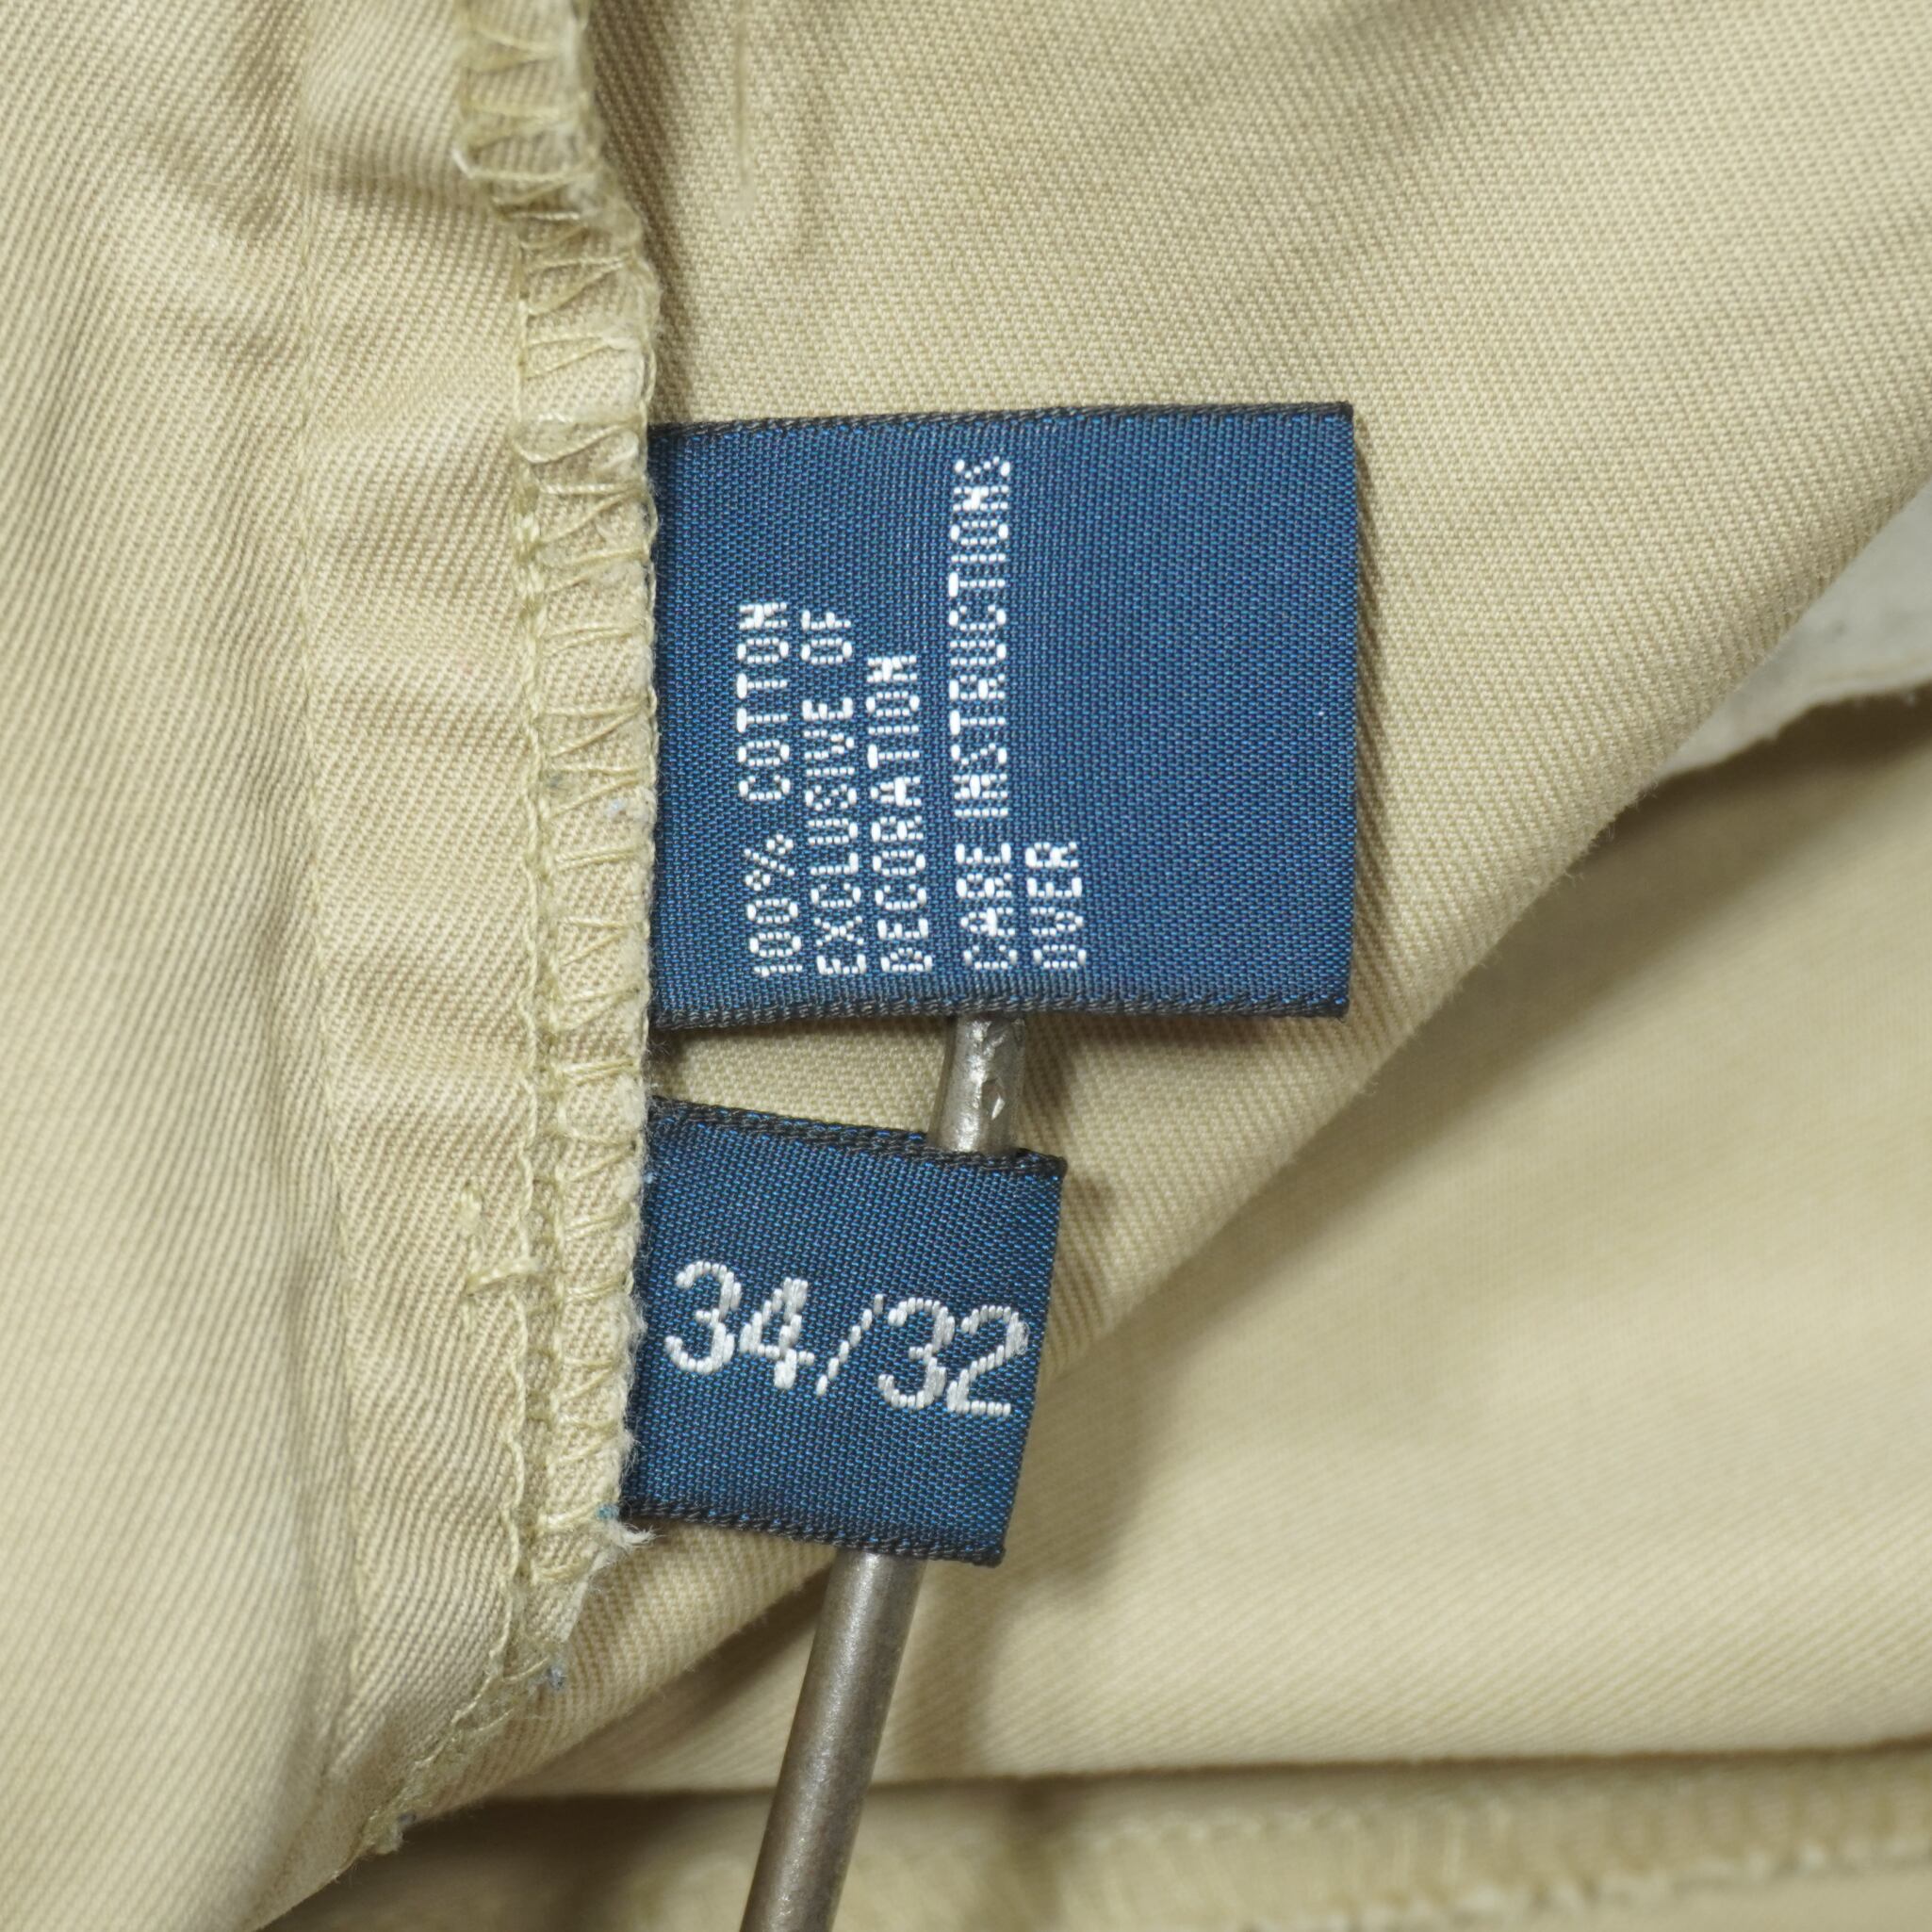 100% COTTON
EXCLUSIVE OF
DECORATION
CARE INSTRUCTIONS
OVER
34/32